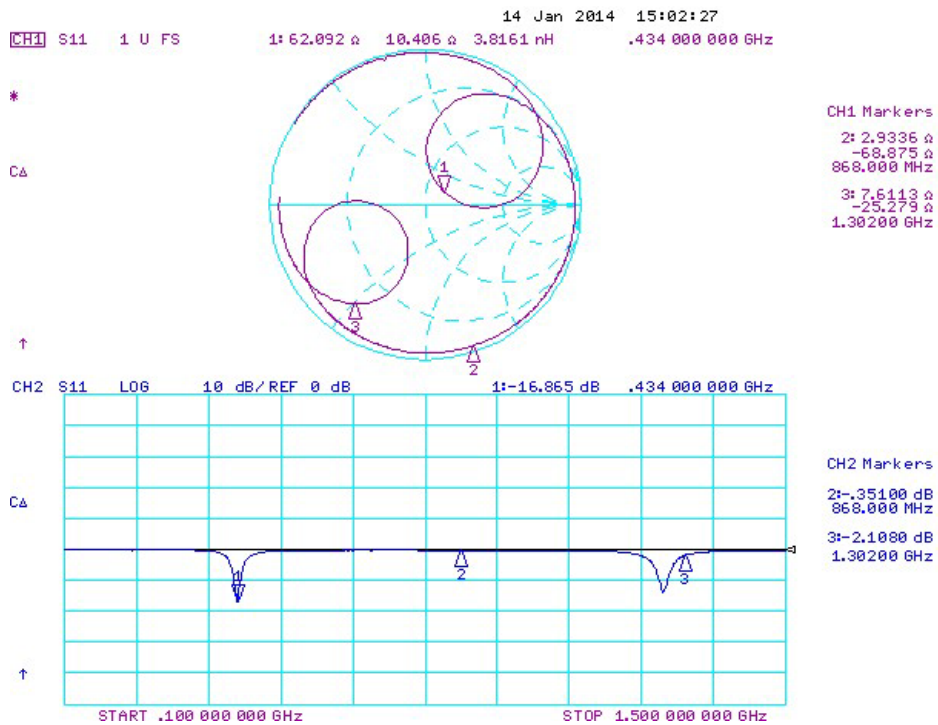 14 Jan 2014 15:02:27
CH1 S11 1 U FS 1: 62.092 Ω 10.406 Ω 3.8161 nH .434 000 000 GHz
*
CH1 Markers
2: 2.9336 Ω
-68.875 Ω
868.000 MHz
CΔ
1
3: 7.6113 Ω
-25.279 Ω
1.30200 GHz
3
↑
2
CH2 S11 LOG 10 dB/REF 0 dB 1:-16.865 dB .434 000 000 GHz
CH2 Markers
2:-.35100 dB
868.000 MHz
CΔ
3:-2.1080 dB
1.30200 GHz
2
3
↑
START .100 000 000 GHz STOP 1.500 000 000 GHz